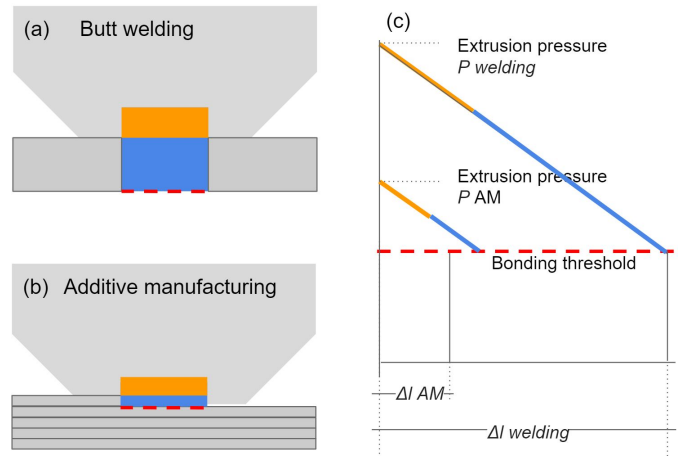 (a) Butt welding
(b) Additive manufacturing
(c)
Extrusion pressure
P welding
Extrusion pressure
P AM
Bonding threshold
Δl AM
Δl welding